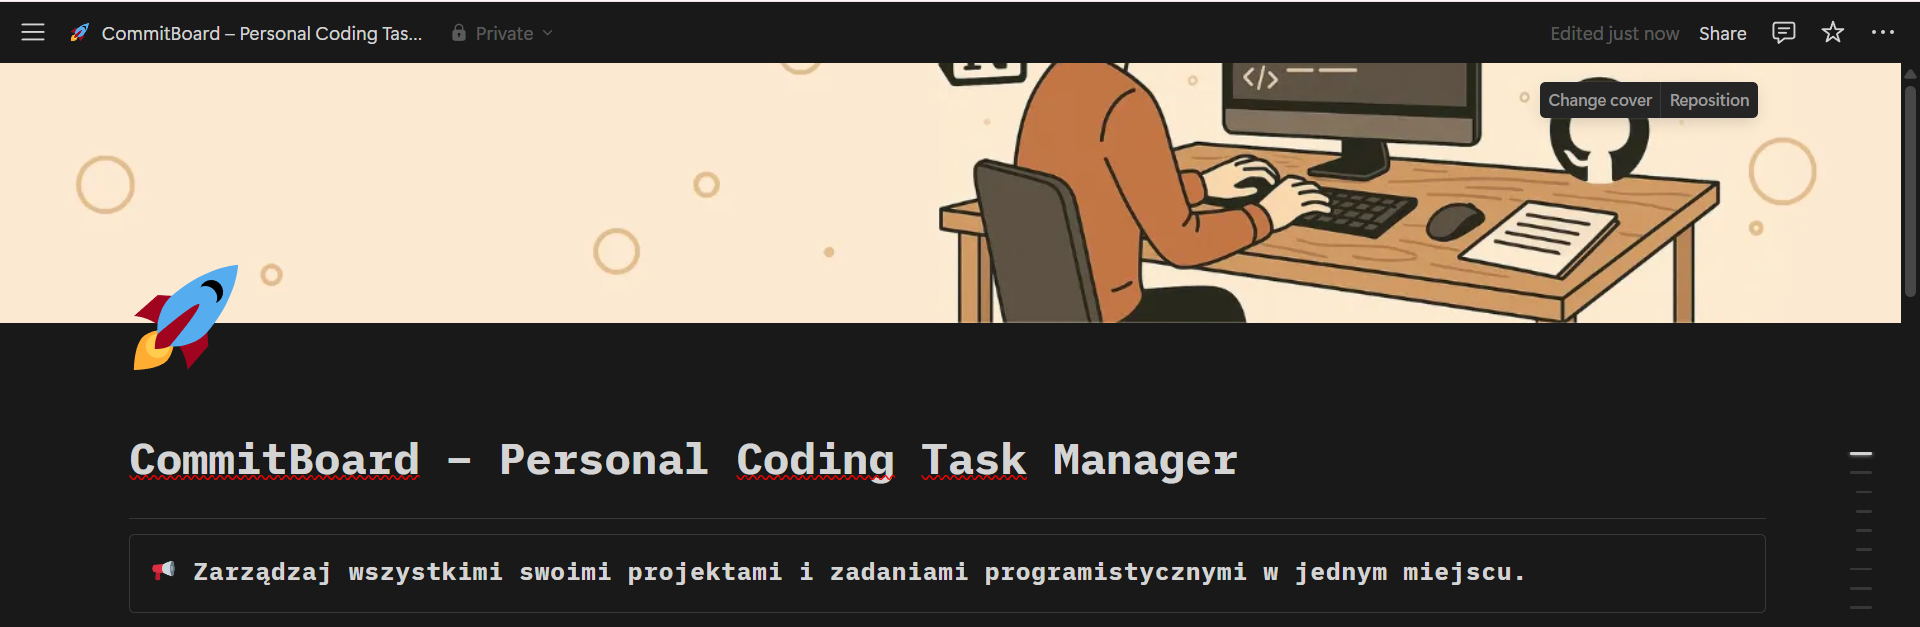 CommitBoard – Personal Coding Tas...
Private
Edited just now
Share
</>
Change cover
Reposition
CommitBoard – Personal Coding Task Manager
Zarządzaj wszystkimi swoimi projektami i zadaniami programistycznymi w jednym miejscu.